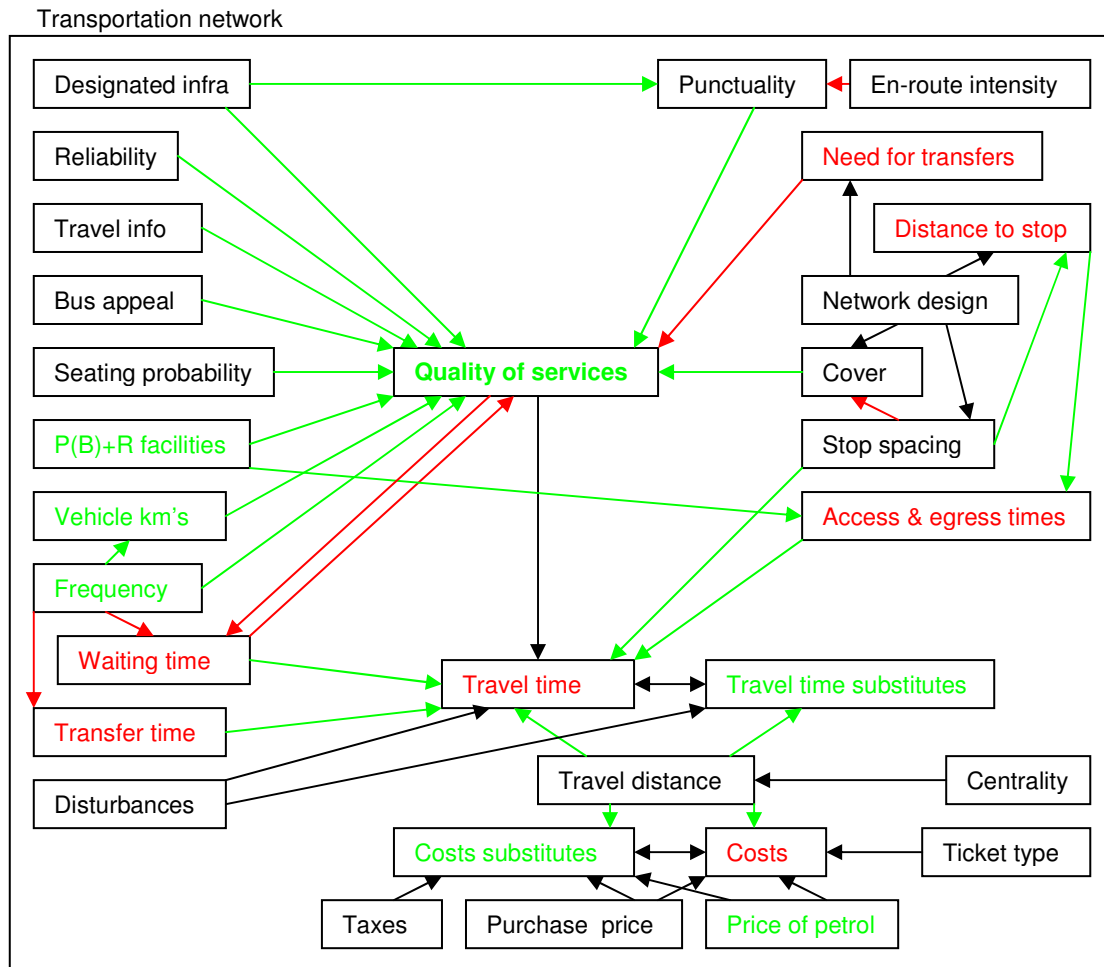 Transportation network
Designated infra
Punctuality
En-route intensity
Reliability
Need for transfers
Travel info
Distance to stop
Bus appeal
Network design
Seating probability
Quality of services
Cover
P(B)+R facilities
Stop spacing
Vehicle km's
Access & egress times
Frequency
Waiting time
Travel time
Travel time substitutes
Transfer time
Disturbances
Travel distance
Centrality
Costs substitutes
Costs
Ticket type
Taxes
Purchase price
Price of petrol